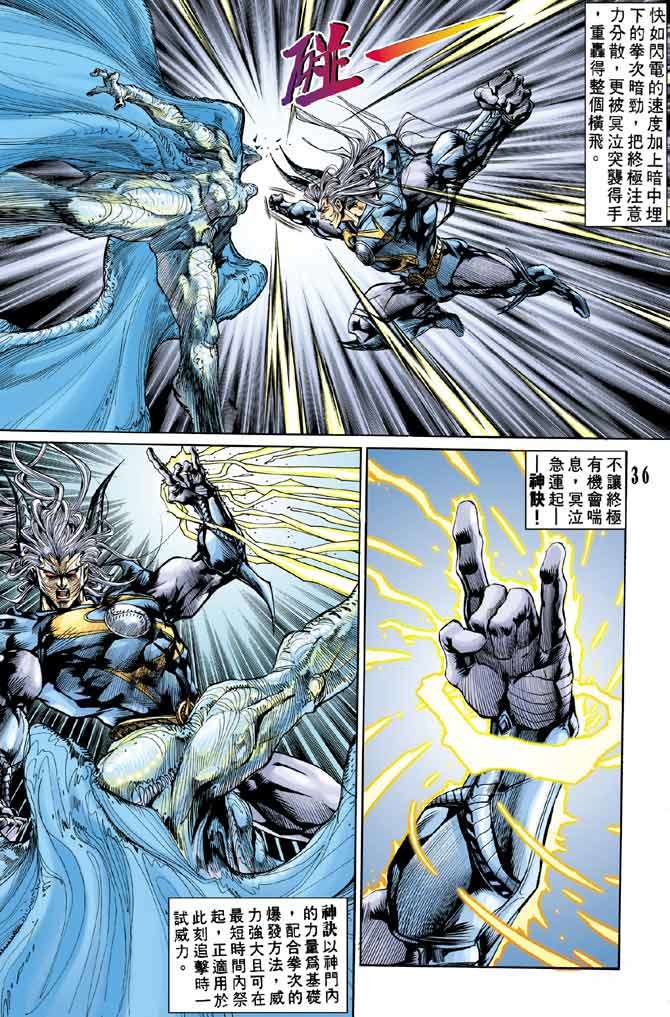 快如閃電的速度加上暗中埋
下的拳次暗勁，把終極注意
力分散，更被冥泣突襲得手
，重轟得整個橫飛。
碰
36
不讓終極
有機會喘
息，冥泣
急運起—
—神訣！
神訣以神門內
的力量爲基礎
，配合拳次的
爆發方法，威
力強大且可在
最短時間內祭
起，正適用於
此刻追擊時一
試威力。